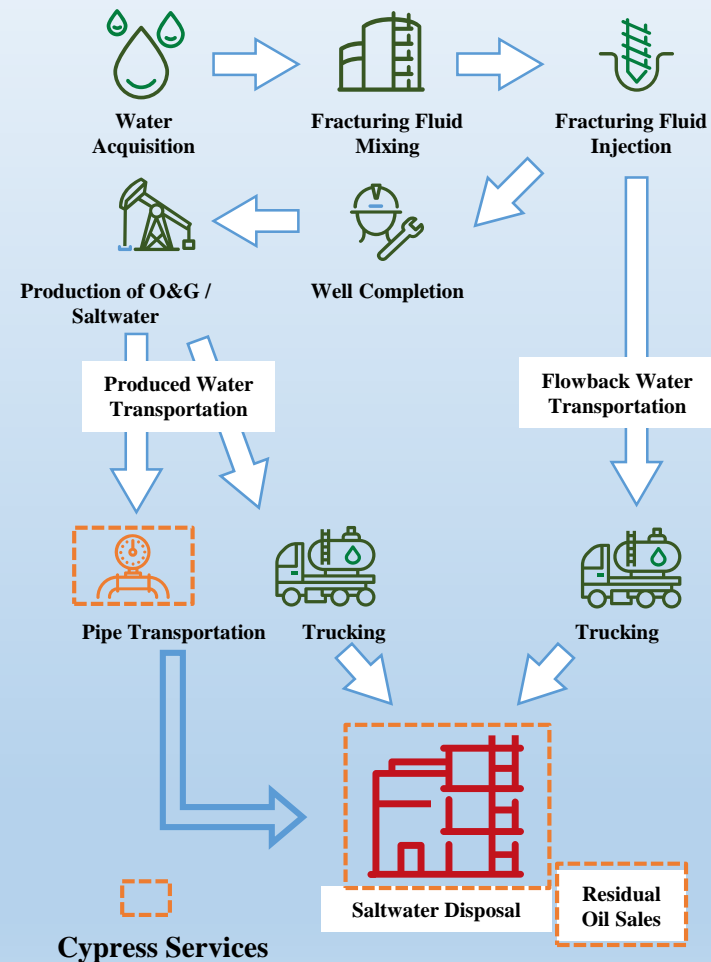 Water
Acquisition
Fracturing Fluid
Mixing
Fracturing Fluid
Injection
Production of O&G /
Saltwater
Well Completion
Produced Water
Transportation
Flowback Water
Transportation
Pipe Transportation
Trucking
Trucking
Saltwater Disposal
Residual
Oil Sales
Cypress Services